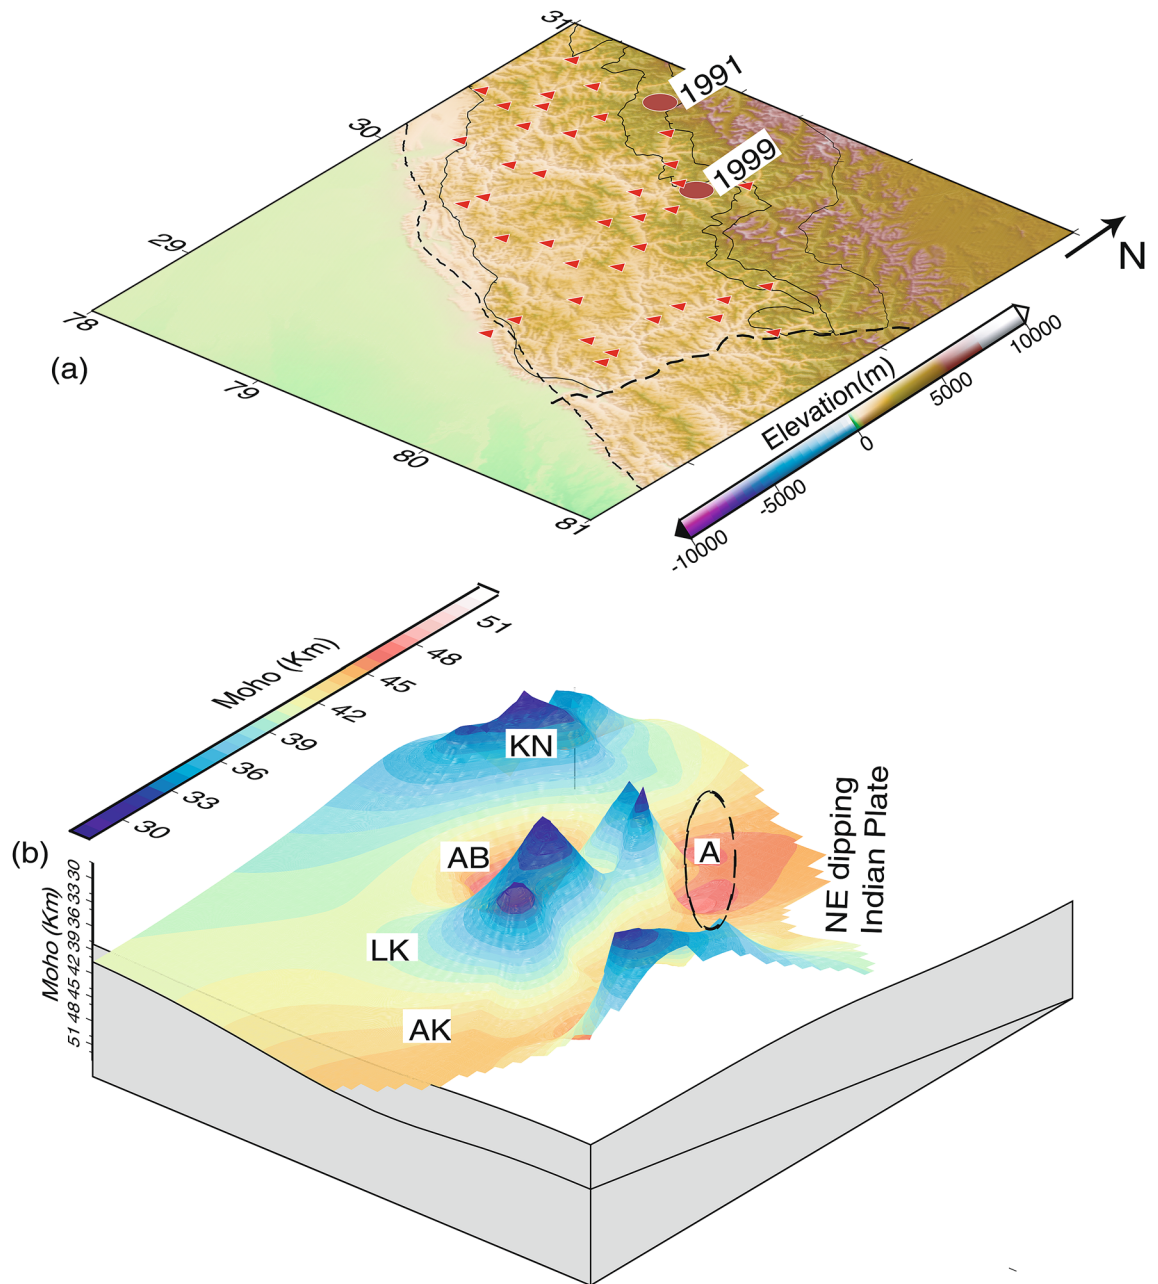 31
1991
30
1999
29
N
78
(a)
79
10000
5000
Elevation(m)
0
80
-5000
81
-10000
51
Moho (Km)
48
45
42
39
36
33
30
KN
(b)
AB
A
NE dipping
Indian Plate
LK
AK
Moho (Km)
51 48 45 42 39 36 33 30